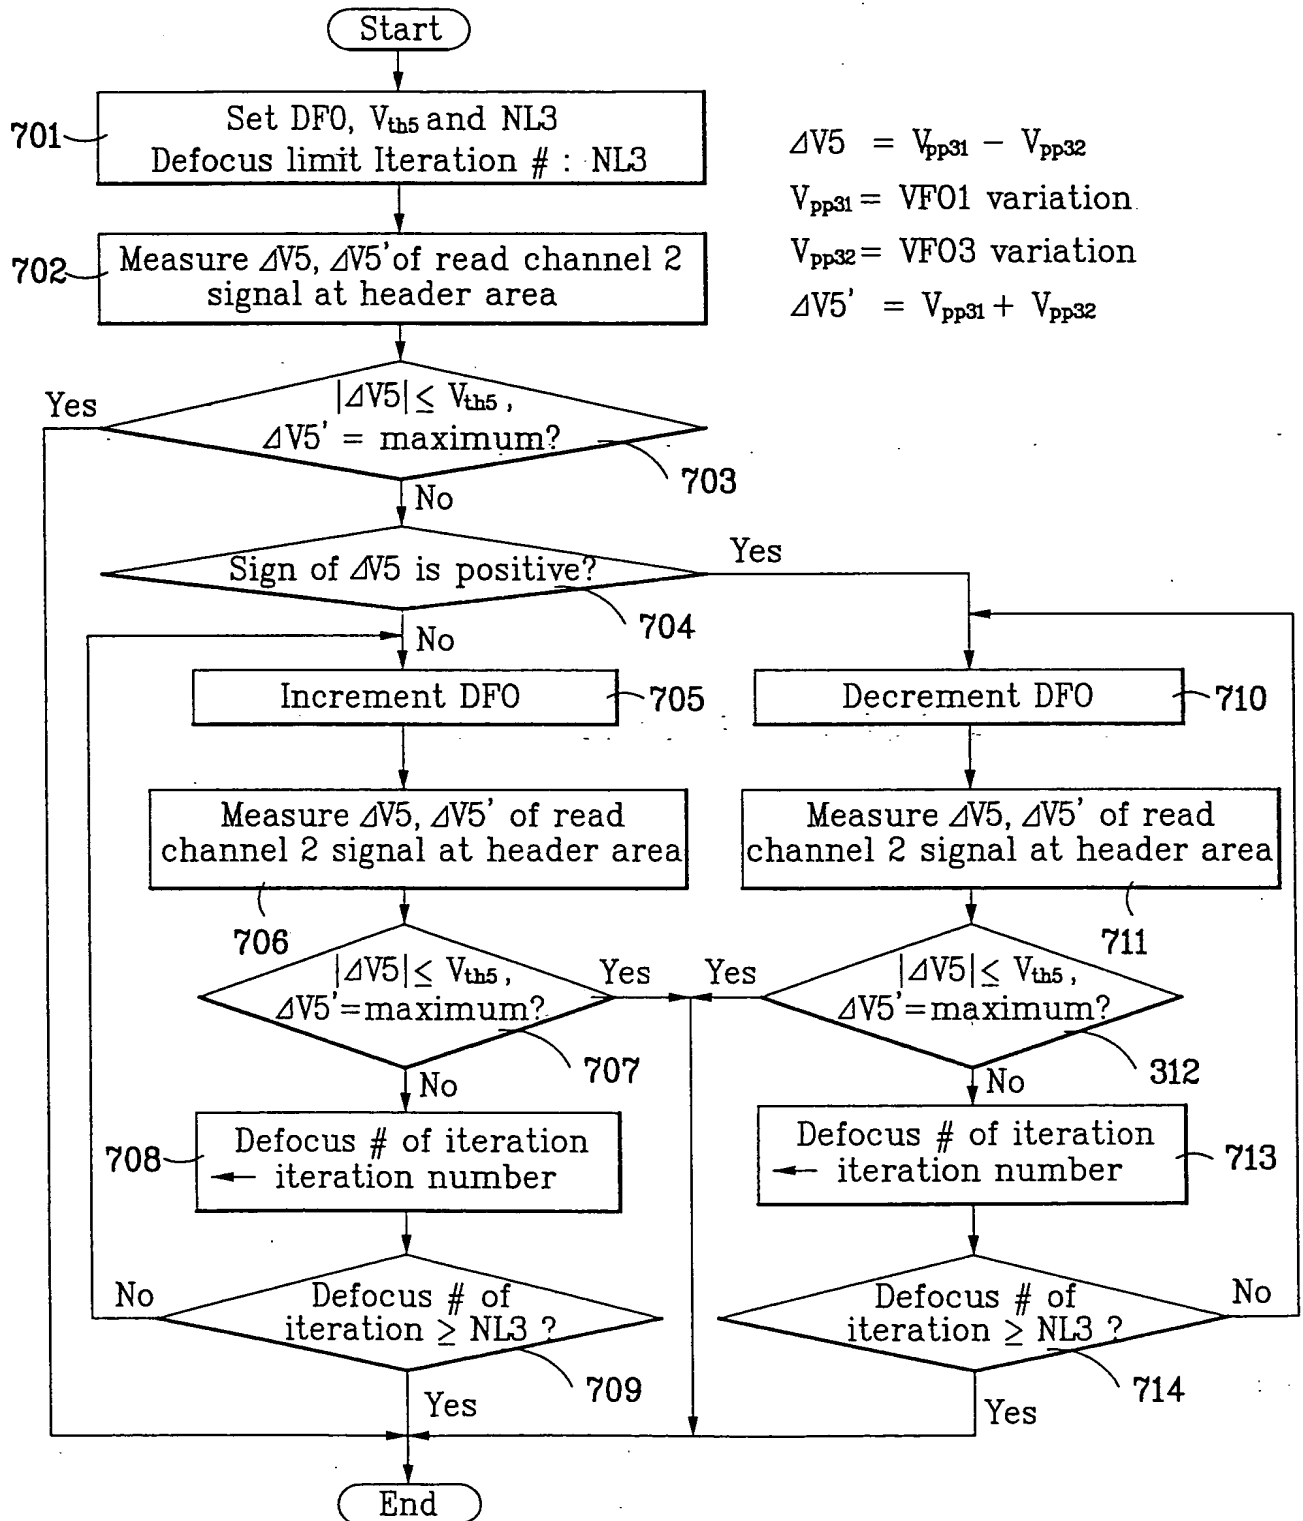 Start
701
Set DFO, Vth5 and NL3
Defocus limit Iteration # : NL3
ΔV5 = Vpp31 − Vpp32
Vpp31 = VFO1 variation
Vpp32 = VFO3 variation
ΔV5' = Vpp31 + Vpp32
702
Measure ΔV5, ΔV5' of read channel 2
signal at header area
Yes
|ΔV5| ≤ Vth5,
ΔV5' = maximum?
703
No
Sign of ΔV5 is positive?
Yes
704
No
Increment DFO
705
Decrement DFO
710
Measure ΔV5, ΔV5' of read
channel 2 signal at header area
706
Measure ΔV5, ΔV5' of read
channel 2 signal at header area
711
|ΔV5| ≤ Vth5,
ΔV5'=maximum?
Yes
707
Yes
|ΔV5| ≤ Vth5,
ΔV5'=maximum?
312
No
No
708
Defocus # of iteration
← iteration number
Defocus # of iteration
← iteration number
713
No
Defocus # of
iteration ≥ NL3 ?
709
Defocus # of
iteration ≥ NL3 ?
No
714
Yes
Yes
End